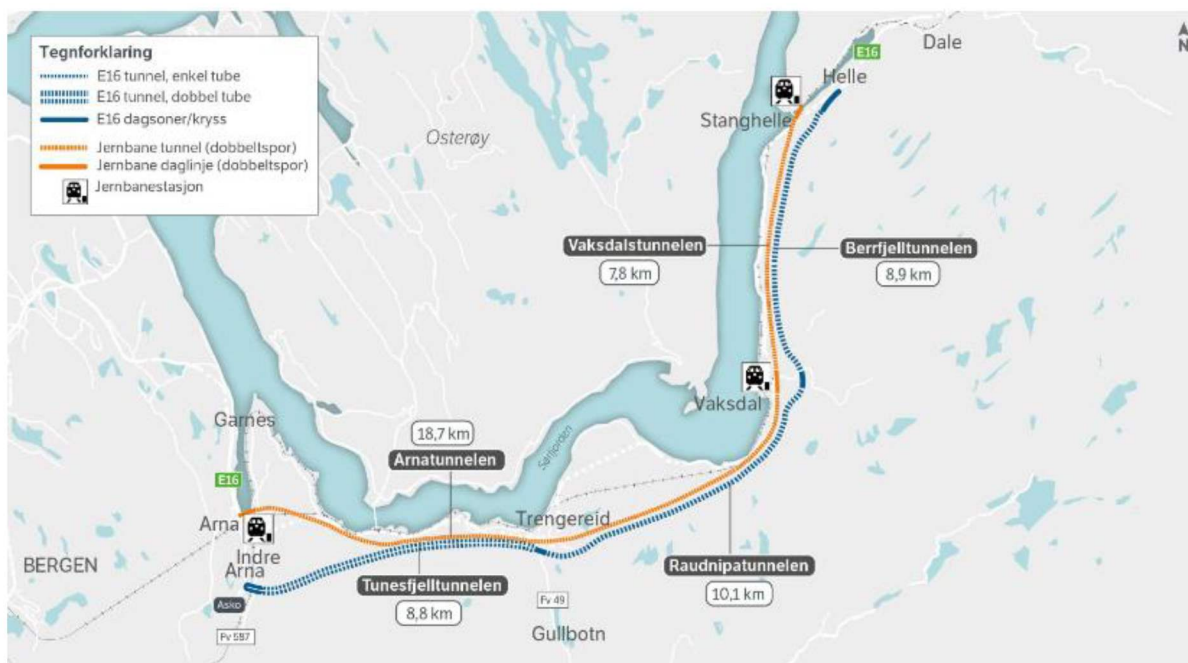 Tegnforklaring
E16 tunnel, enkel tube
E16 tunnel, dobbel tube
E16 dagsoner/kryss
Jernbane tunnel (dobbeltspor)
Jernbane daglinje (dobbeltspor)
Jernbanestasjon
N
E16
Dale
Helle
Stanghelle
Osterøy
Vaksdalstunnelen
7,8 km
Berrfjelltunnelen
8,9 km
Vaksdal
Garnes
18,7 km
Arnatunnelen
Sørfjorden
E16
Arna
Trengereid
Indre
Arna
BERGEN
Raudnipatunnelen
10,1 km
Tunesfjelltunnelen
8,8 km
Asko
Fv 49
Fv 587
Gullbotn